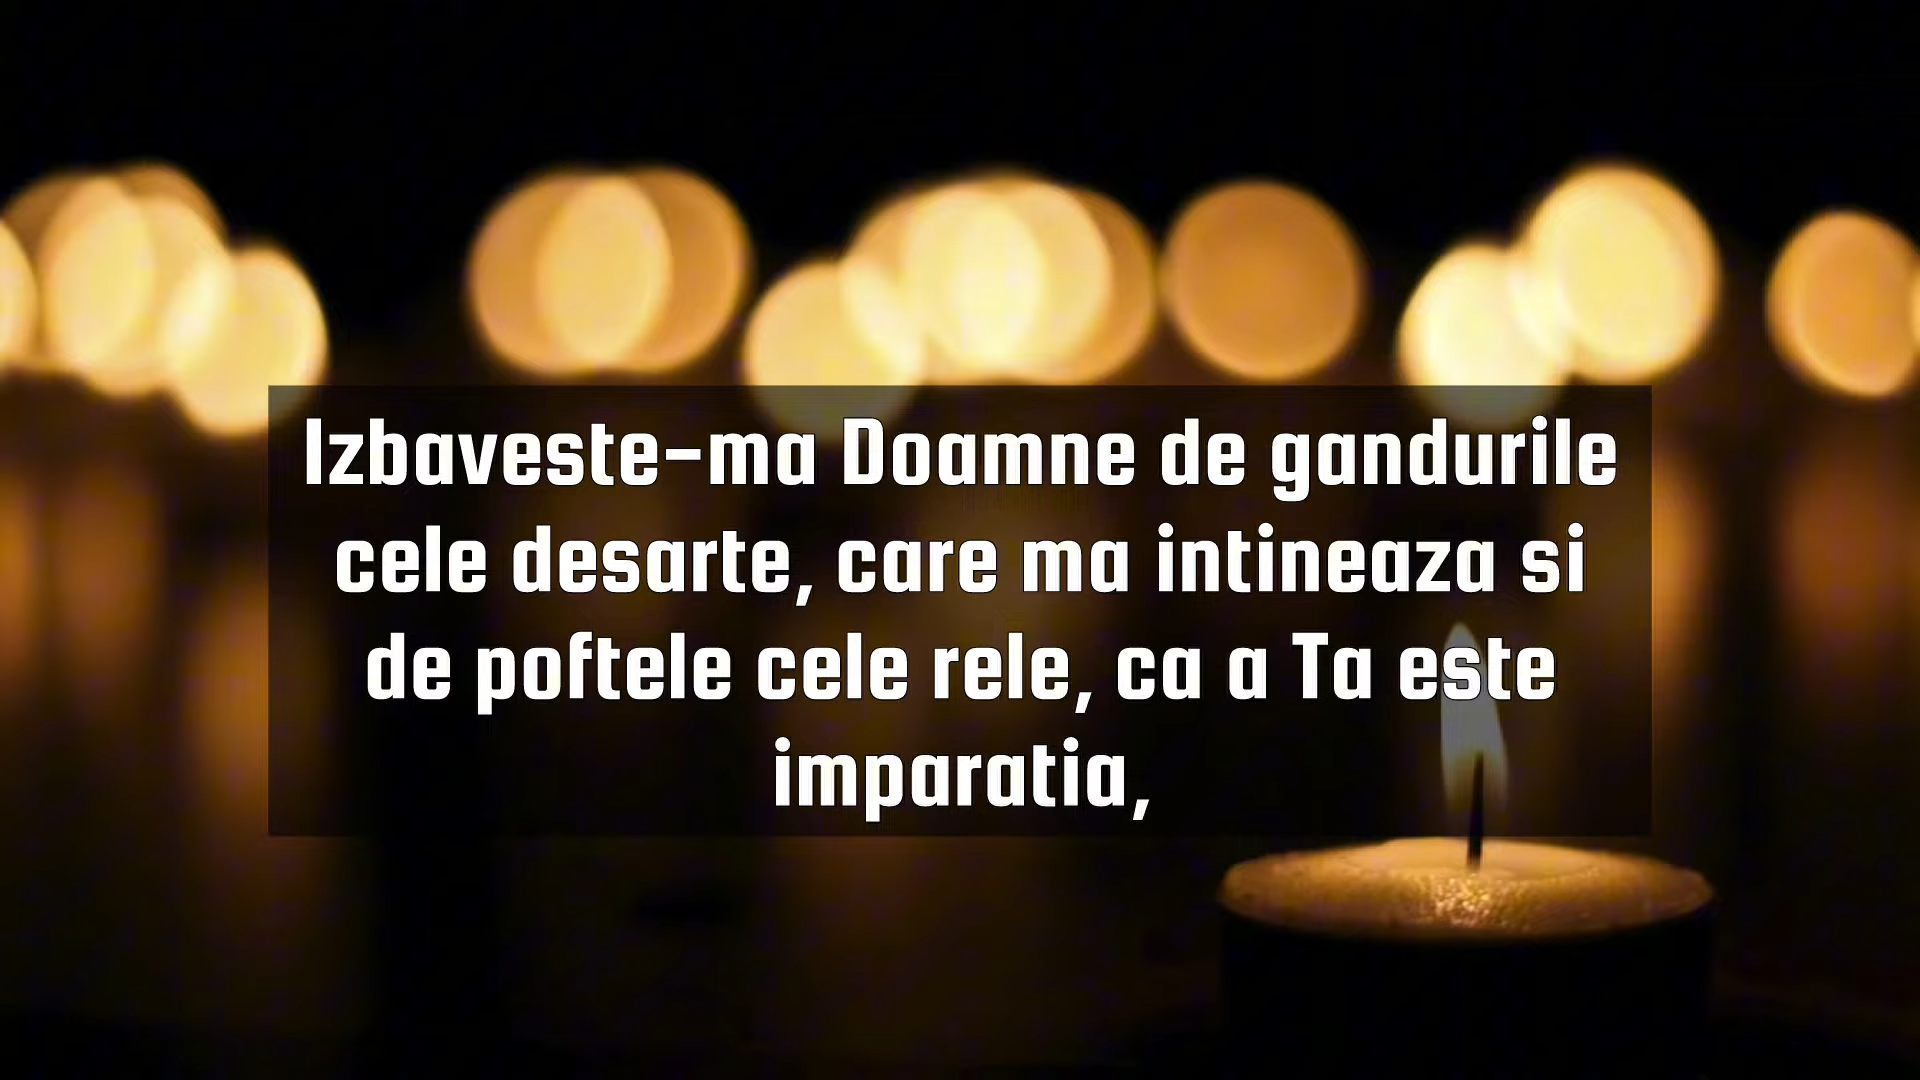 Izbaveste-ma Doamne de gandurile
cele desarte, care ma intineaza si
de poftele cele rele, ca a Ta este
imparatia,